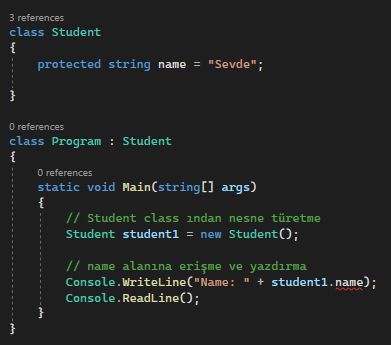 3 references
class Student
{
protected string name = "Sevde";
}
0 references
class Program : Student
{
0 references
static void Main(string[] args)
{
// Student class ından nesne türetme
Student student1 = new Student();
// name alanına erişme ve yazdırma
Console.WriteLine("Name: " + student1.name);
Console.ReadLine();
}
}